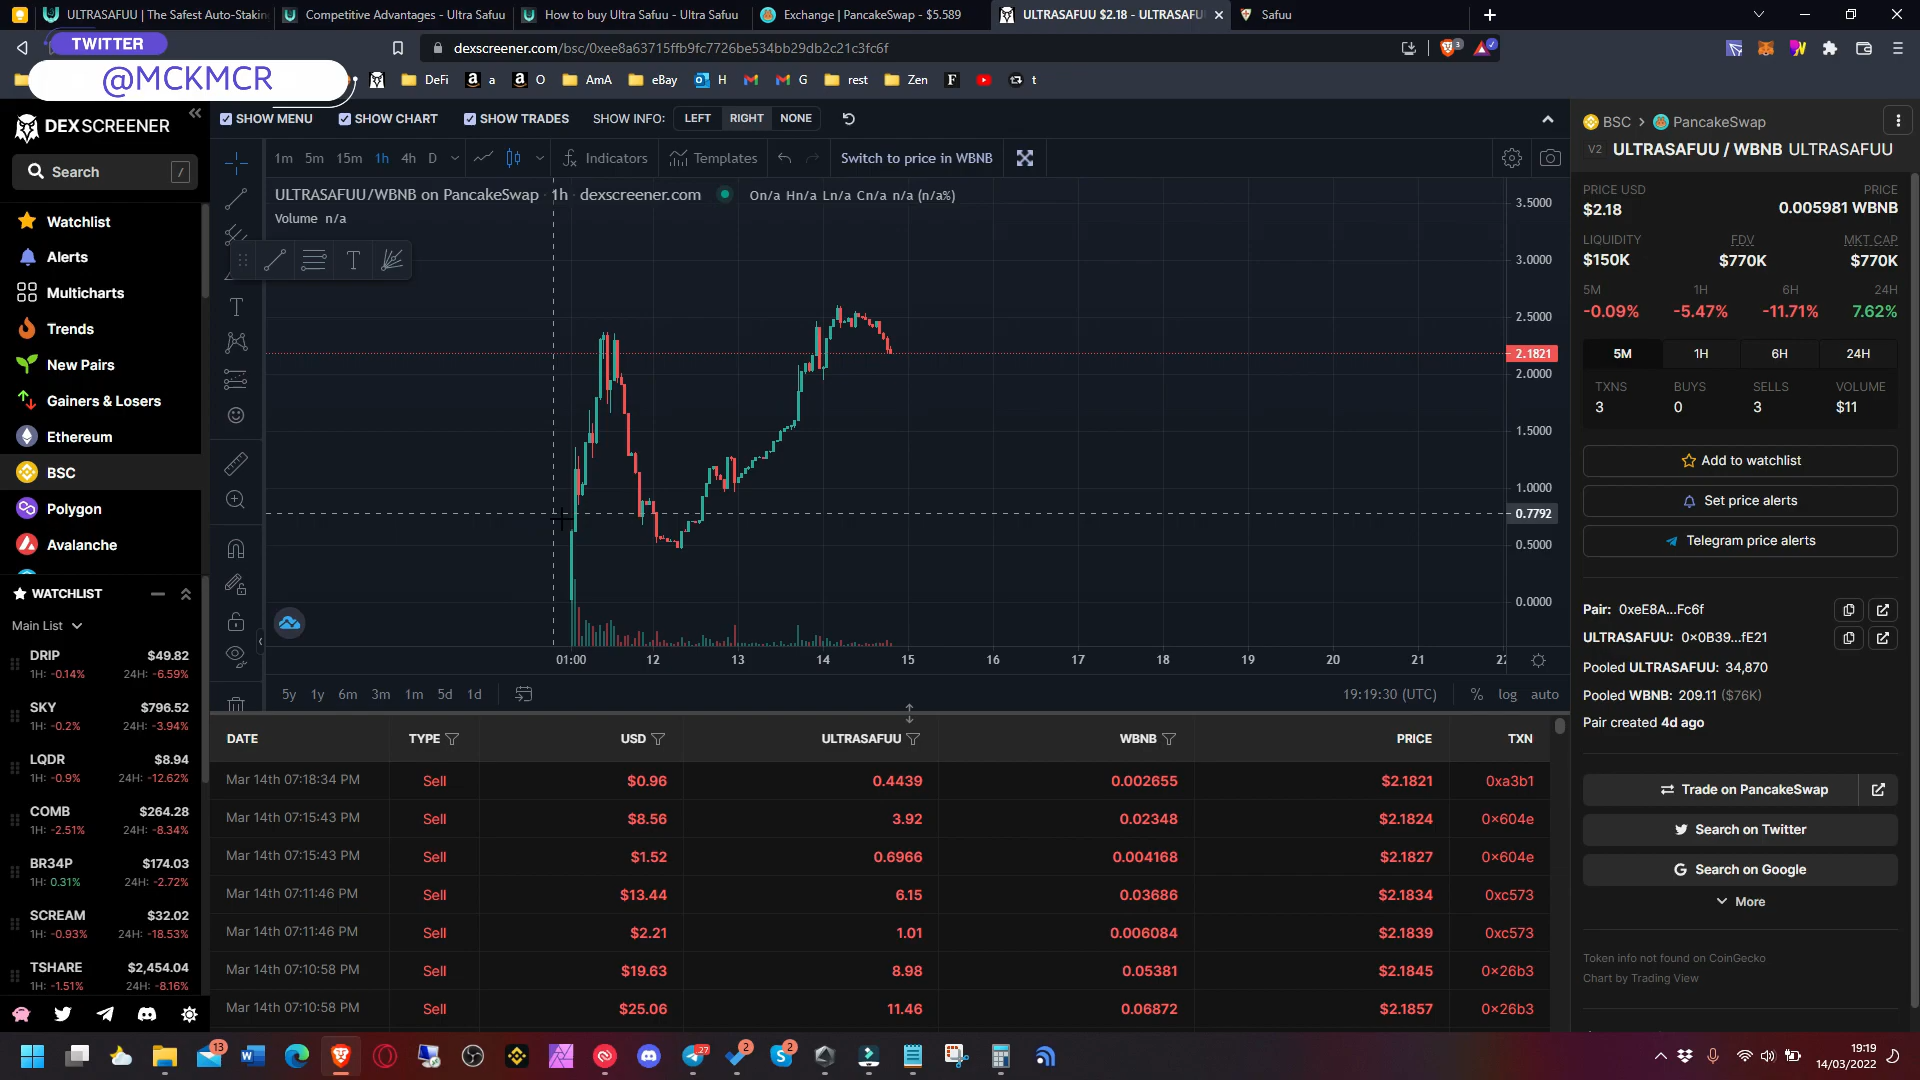 ULTRASAFUU | The Safest Auto-Stakin
Competitive Advantages - Ultra Safuu
How to buy Ultra Safuu - Ultra Safuu
Exchange | PancakeSwap - $5.589
ULTRASAFUU $2.18 - ULTRASAFU
Safuu
TWITTER
@MCKMCR
dexscreener.com/bsc/0xee8a63715ffb9fc7726be534bb29db2c21c3fc6f
DeFi
a
O
AmA
eBay
H
G
rest
Zen
t
DEXSCREENER
SHOW MENU
SHOW CHART
SHOW TRADES
SHOW INFO:
LEFT
RIGHT
NONE
Search
/
1m 5m 15m 1h 4h D
Indicators
Templates
Switch to price in WBNB
ULTRASAFUU/WBNB on PancakeSwap · 1h · dexscreener.com
On/a Hn/a Ln/a Cn/a n/a (n/a%)
Volume n/a
Watchlist
Alerts
Multicharts
Trends
New Pairs
Gainers & Losers
Ethereum
BSC
Polygon
Avalanche
3.5000
3.0000
2.5000
2.1821
2.0000
1.5000
1.0000
0.7792
0.5000
0.0000
01:00 12 13 14 15 16 17 18 19 20 21 22
5y 1y 6m 3m 1m 5d 1d
19:19:30 (UTC)
% log auto
WATCHLIST
Main List
DRIP $49.82
1H: -0.14% 24H: -6.59%
SKY $796.52
1H: -0.2% 24H: -3.94%
LQDR $8.94
1H: -0.9% 24H: -12.62%
COMB $264.28
1H: -2.51% 24H: -8.34%
BR34P $174.03
1H: 0.31% 24H: -2.72%
SCREAM $32.02
1H: -0.93% 24H: -18.53%
TSHARE $2,454.04
1H: -1.51% 24H: -8.16%
DATE TYPE USD ULTRASAFUU WBNB PRICE TXN
Mar 14th 07:18:34 PM Sell $0.96 0.4439 0.002655 $2.1821 0xa3b1
Mar 14th 07:15:43 PM Sell $8.56 3.92 0.02348 $2.1824 0x604e
Mar 14th 07:15:43 PM Sell $1.52 0.6966 0.004168 $2.1827 0x604e
Mar 14th 07:11:46 PM Sell $13.44 6.15 0.03686 $2.1834 0xc573
Mar 14th 07:11:46 PM Sell $2.21 1.01 0.006084 $2.1839 0xc573
Mar 14th 07:10:58 PM Sell $19.63 8.98 0.05381 $2.1845 0x26b3
Mar 14th 07:10:58 PM Sell $25.06 11.46 0.06872 $2.1857 0x26b3
BSC > PancakeSwap
V2 ULTRASAFUU / WBNB ULTRASAFUU
PRICE USD PRICE
$2.18 0.005981 WBNB
LIQUIDITY FDV MKT CAP
$150K $770K $770K
5M 1H 6H 24H
-0.09% -5.47% -11.71% 7.62%
5M 1H 6H 24H
TXNS BUYS SELLS VOLUME
3 0 3 $11
Add to watchlist
Set price alerts
Telegram price alerts
Pair: 0xeE8A...Fc6f
ULTRASAFUU: 0x0B39...fE21
Pooled ULTRASAFUU: 34,870
Pooled WBNB: 209.11 ($76K)
Pair created 4d ago
Trade on PancakeSwap
Search on Twitter
Search on Google
More
Token info not found on CoinGecko
Chart by Trading View
13
27
2
2
19:19
14/03/2022